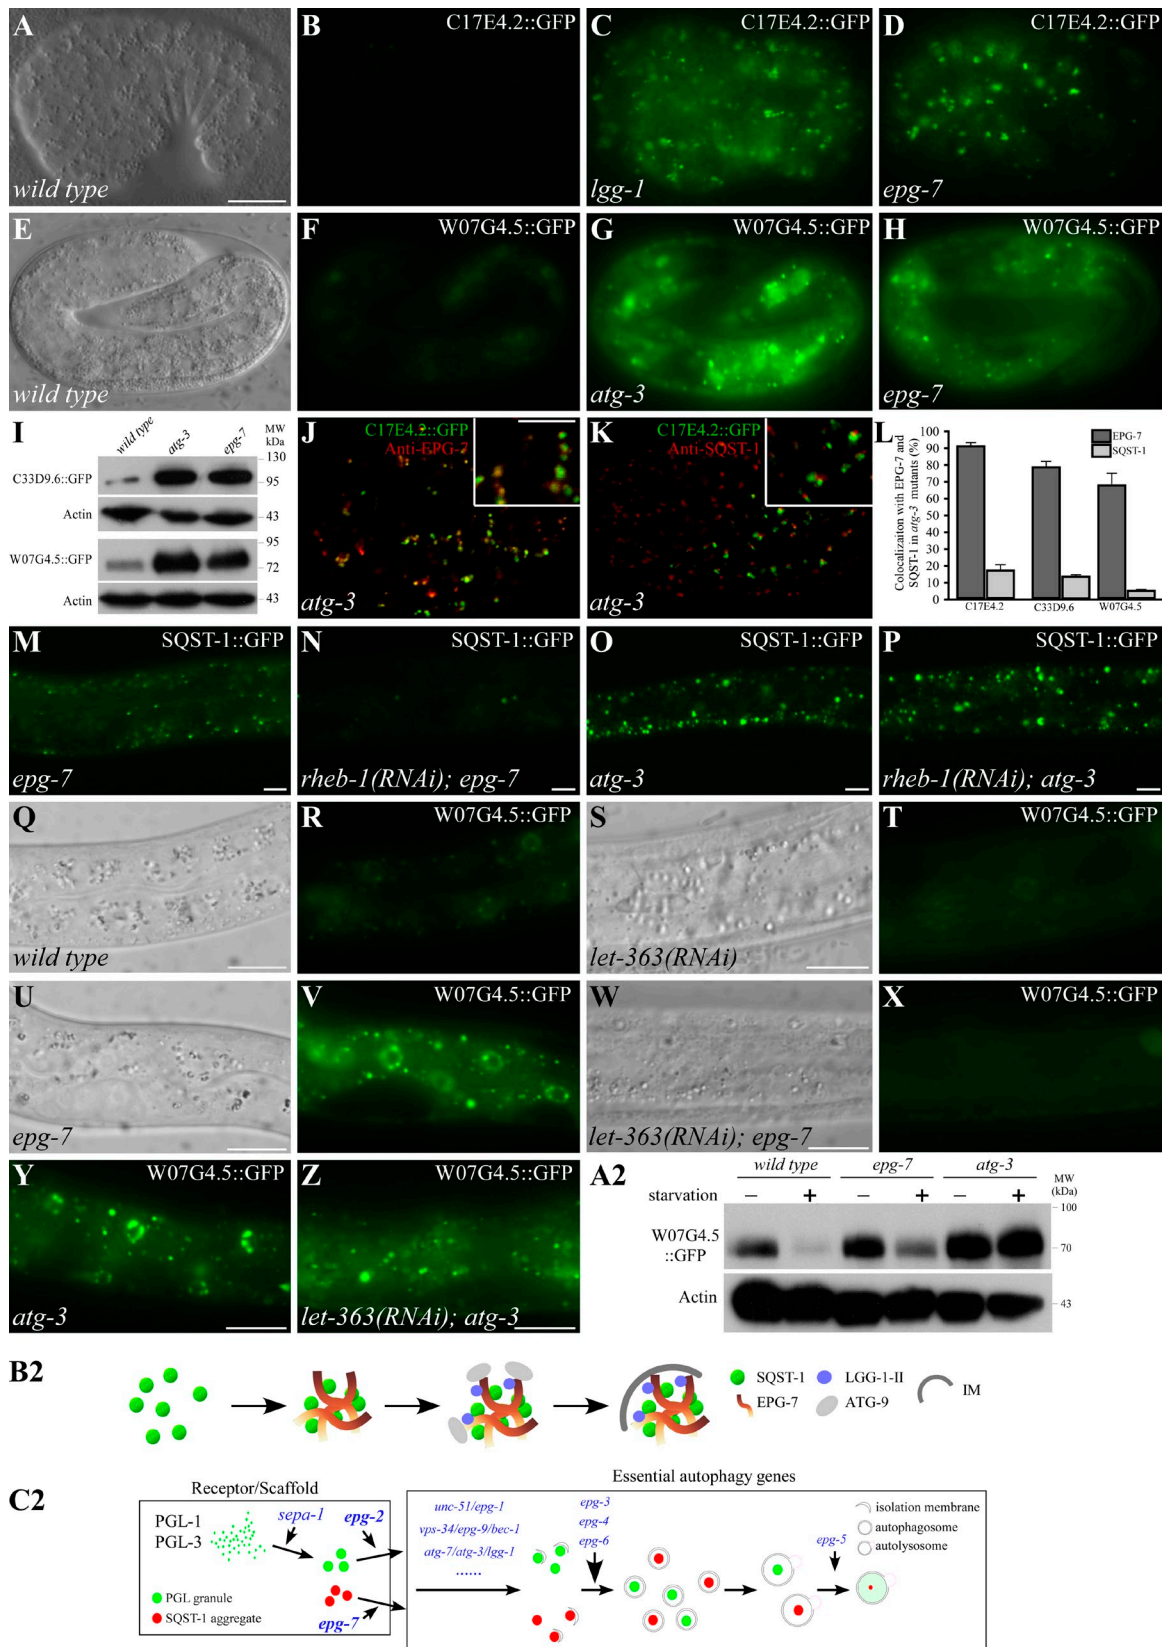 A
wild type
B
C17E4.2::GFP
C
C17E4.2::GFP
lgg-1
D
C17E4.2::GFP
epg-7
E
wild type
F
W07G4.5::GFP
G
W07G4.5::GFP
atg-3
H
W07G4.5::GFP
epg-7
I
wild type
atg-3
epg-7
MW
kDa
130
C33D9.6::GFP
95
Actin
43
95
W07G4.5::GFP
72
Actin
43
J
C17E4.2::GFP
Anti-EPG-7
atg-3
K
C17E4.2::GFP
Anti-SQST-1
atg-3
L
Colocalization with EPG-7 and
SQST-1 in atg-3 mutants (%)
100
90
80
70
60
50
40
30
20
10
0
EPG-7
SQST-1
C17E4.2
C33D9.6
W07G4.5
M
SQST-1::GFP
epg-7
N
SQST-1::GFP
rheb-1(RNAi); epg-7
O
SQST-1::GFP
atg-3
P
SQST-1::GFP
rheb-1(RNAi); atg-3
Q
wild type
R
W07G4.5::GFP
S
let-363(RNAi)
T
W07G4.5::GFP
U
epg-7
V
W07G4.5::GFP
W
let-363(RNAi); epg-7
X
W07G4.5::GFP
Y
W07G4.5::GFP
atg-3
Z
W07G4.5::GFP
let-363(RNAi); atg-3
A2
wild type
epg-7
atg-3
MW
(kDa)
starvation
– + – + – +
100
W07G4.5
::GFP
70
Actin
43
B2
SQST-1
LGG-1-II
IM
EPG-7
ATG-9
C2
Receptor/Scaffold
Essential autophagy genes
PGL-1
PGL-3
sepa-1
epg-2
PGL granule
SQST-1 aggregate
epg-7
unc-51/epg-1
vps-34/epg-9/bec-1
atg-7/atg-3/lgg-1
......
epg-3
epg-4
epg-6
epg-5
isolation membrane
autophagosome
autolysosome